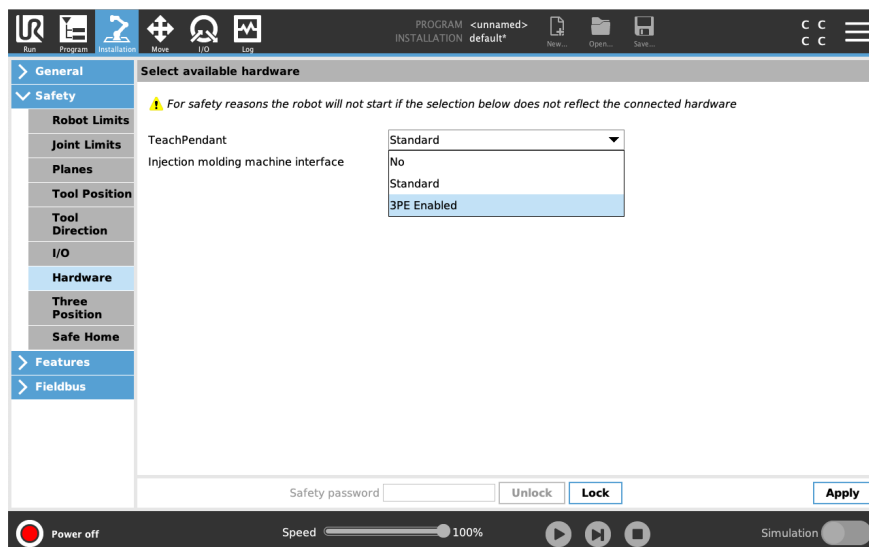 UR
PROGRAM <unnamed>
INSTALLATION default*
C C
C C
Run
Program
Installation
Move
I/O
Log
New...
Open...
Save...
General
Safety
Robot Limits
Joint Limits
Planes
Tool Position
Tool
Direction
I/O
Hardware
Three
Position
Safe Home
Features
Fieldbus
Select available hardware
For safety reasons the robot will not start if the selection below does not reflect the connected hardware
TeachPendant
Standard
Injection molding machine interface
No
Standard
3PE Enabled
Safety password
Unlock
Lock
Apply
Power off
Speed
100%
Simulation